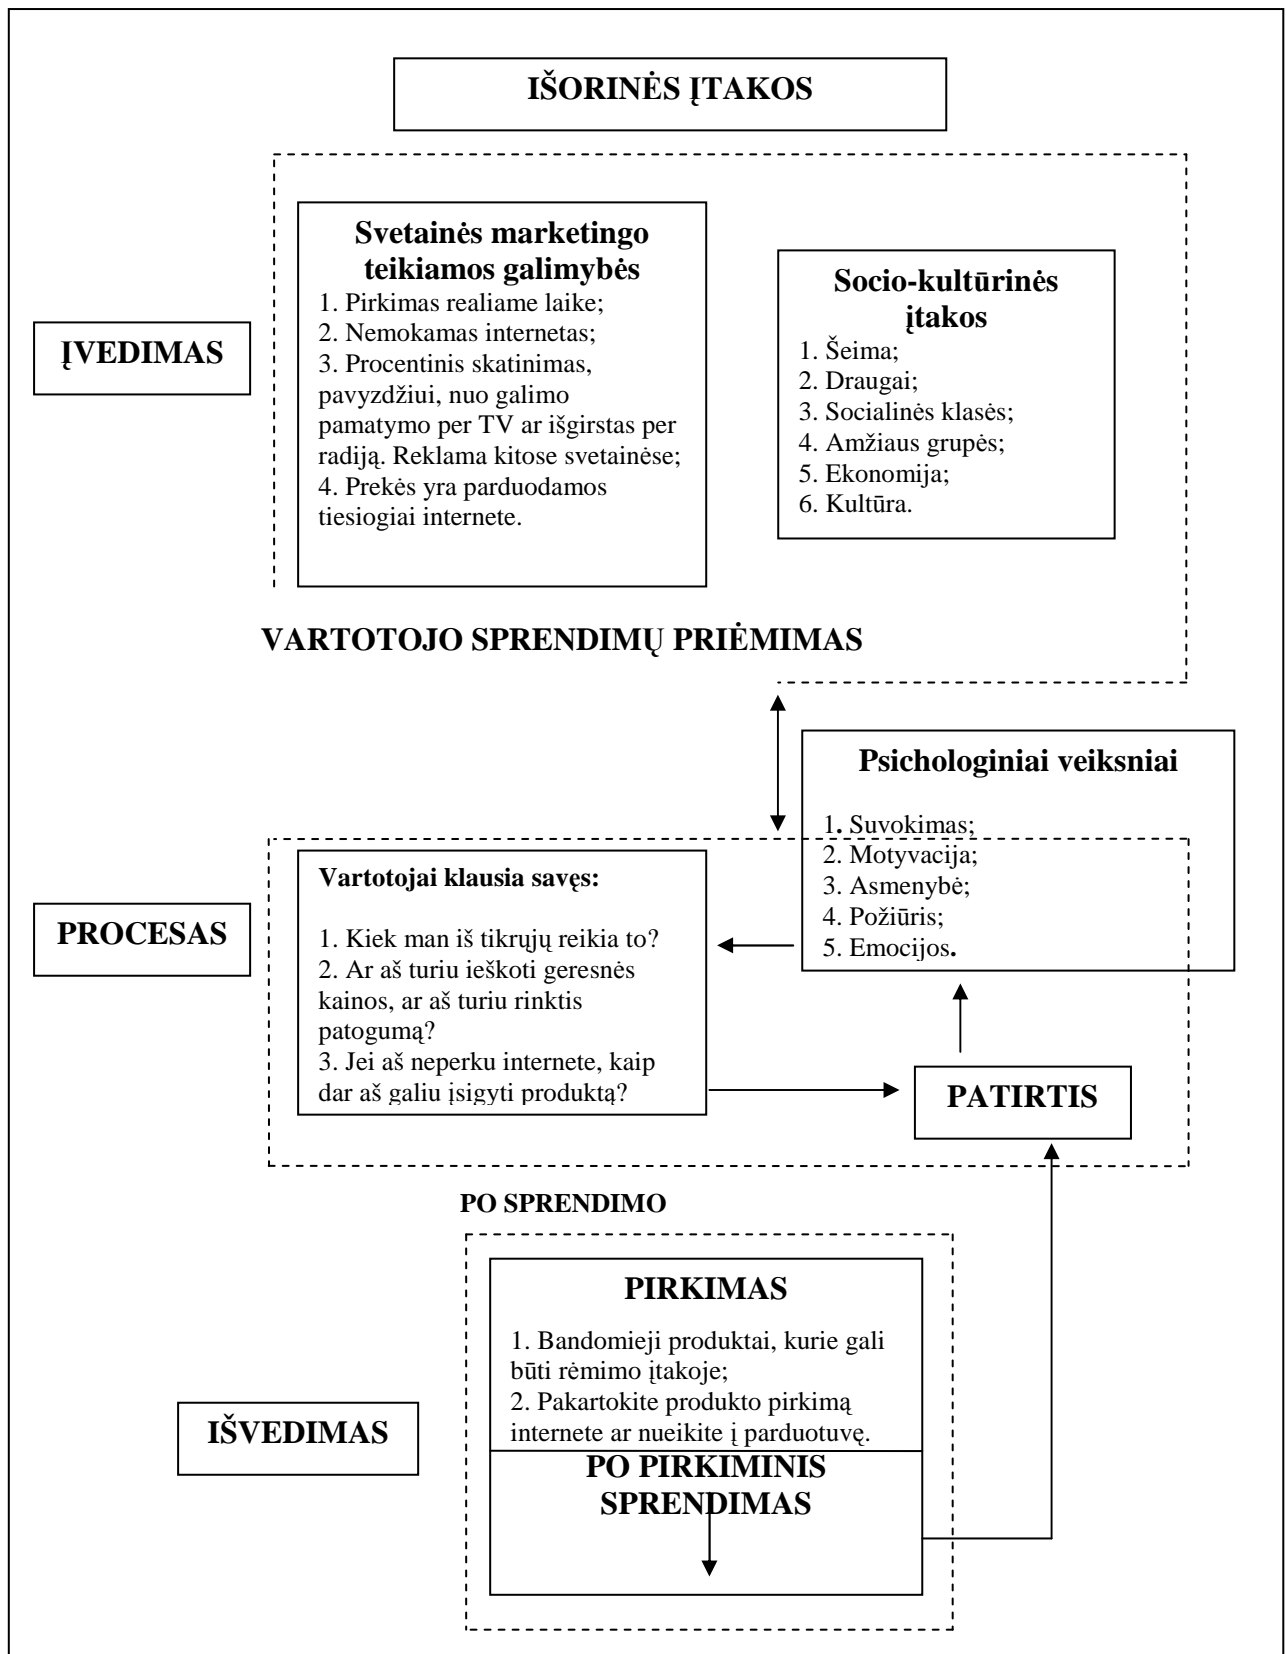 IŠORINĖS ĮTAKOS
Svetainės marketingo
teikiamos galimybės
1. Pirkimas realiame laike;
2. Nemokamas internetas;
3. Procentinis skatinimas,
pavyzdžiui, nuo galimo
pamatymo per TV ar išgirstas per
radiją. Reklama kitose svetainėse;
4. Prekės yra parduodamos
tiesiogiai internete.
Socio-kultūrinės
įtakos
1. Šeima;
2. Draugai;
3. Socialinės klasės;
4. Amžiaus grupės;
5. Ekonomija;
6. Kultūra.
ĮVEDIMAS
VARTOTOJO SPRENDIMŲ PRIĖMIMAS
Psichologiniai veiksniai
1. Suvokimas;
2. Motyvacija;
3. Asmenybė;
4. Požiūris;
5. Emocijos.
PROCESAS
Vartotojai klausia savęs:
1. Kiek man iš tikrųjų reikia to?
2. Ar aš turiu ieškoti geresnės
kainos, ar aš turiu rinktis
patogumą?
3. Jei aš neperku internete, kaip
dar aš galiu įsigyti produktą?
PATIRTIS
PO SPRENDIMO
PIRKIMAS
1. Bandomieji produktai, kurie gali
būti rėmimo įtakoje;
2. Pakartokite produkto pirkimą
internete ar nueikite į parduotuvę.
IŠVEDIMAS
PO PIRKIMINIS
SPRENDIMAS